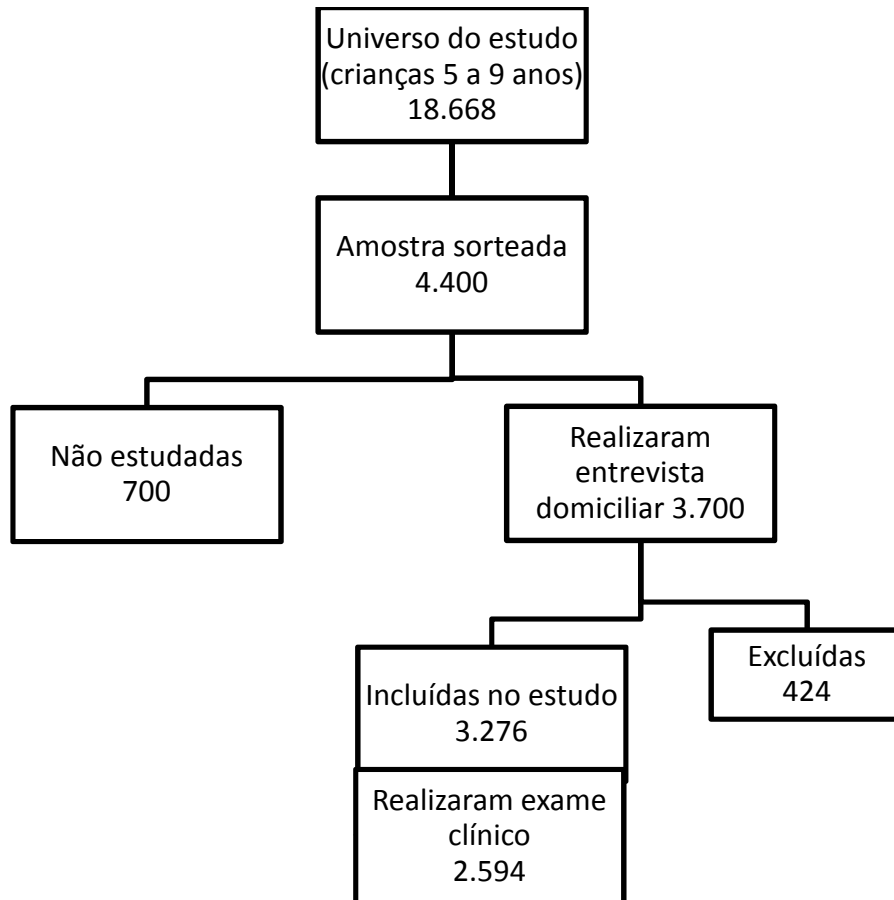 Universo do estudo
(crianças 5 a 9 anos)
18.668
Amostra sorteada
4.400
Não estudadas
700
Realizaram
entrevista
domiciliar 3.700
Incluídas no estudo
3.276
Excluídas
424
Realizaram exame
clínico
2.594